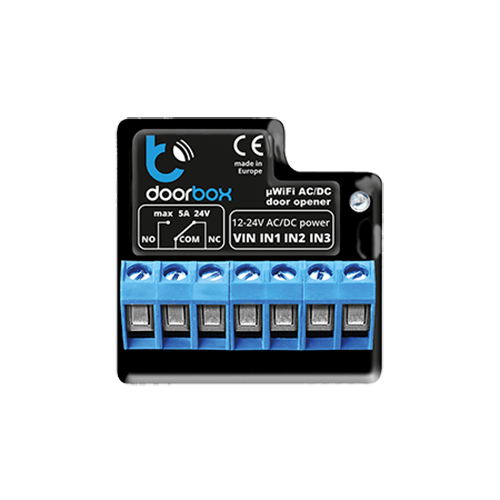 b
CE
made in
Europe
doorbox
µWiFi AC/DC
door opener
max 5A 24V
NO COM NC
12-24V AC/DC power
VIN IN1 IN2 IN3